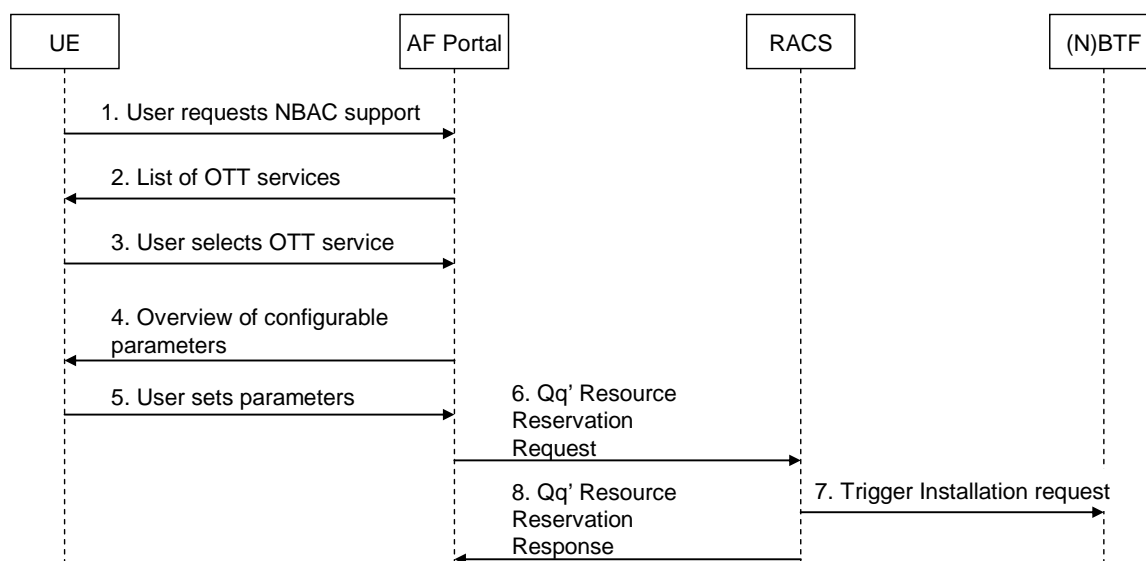 UE
AF Portal
RACS
(N)BTF
1. User requests NBAC support
2. List of OTT services
3. User selects OTT service
4. Overview of configurable
parameters
5. User sets parameters
6. Qq’ Resource
Reservation
Request
7. Trigger Installation request
8. Qq’ Resource
Reservation
Response